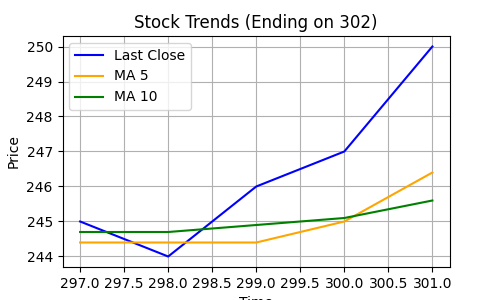 Stock Trends (Ending on 302)
Last Close
MA 5
MA 10
Price
250
249
248
247
246
245
244
297.0 297.5 298.0 298.5 299.0 299.5 300.0 300.5 301.0
Time